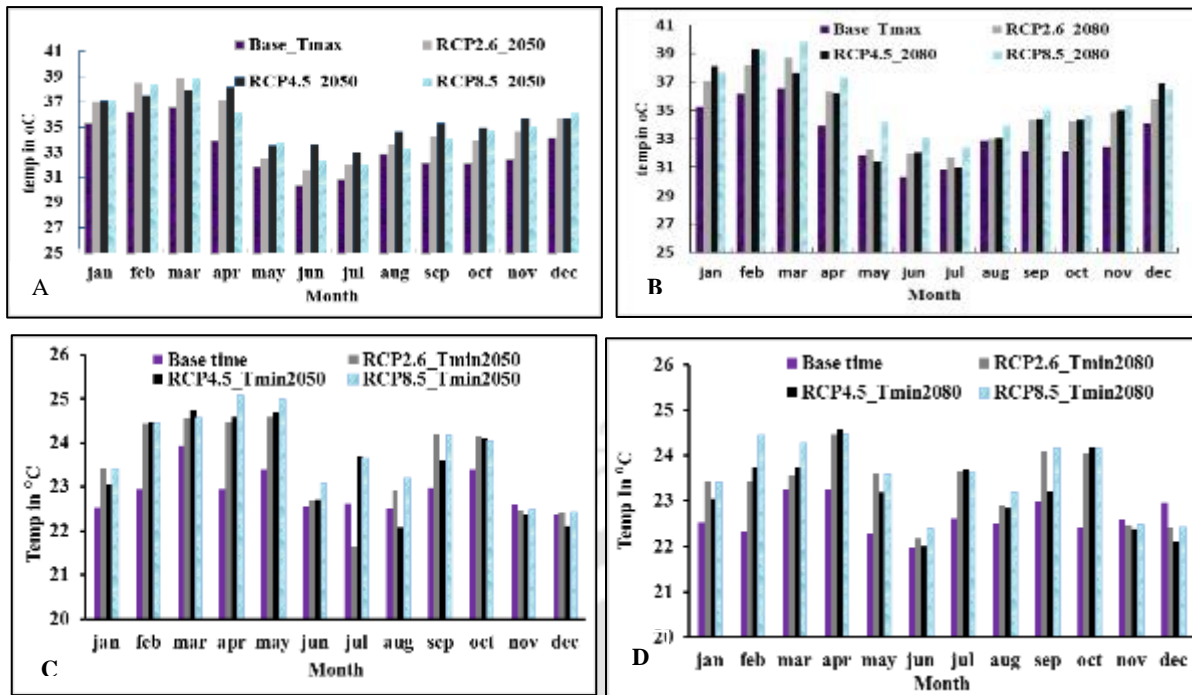 Base_Tmax RCP2.6_2050
RCP4.5_2050 RCP8.5_2050
temp in oC
41
39
37
35
33
31
29
27
25
jan feb mar apr may jun jul aug sep oct nov dec
Month
A
Base_Tmax RCP2.6_2080
RCP4.5_2080 RCP8.5_2080
temp in oC
41
39
37
35
33
31
29
27
25
jan feb mar apr may jun jul aug sep oct nov dec
Month
B
Base time RCP2.6_Tmin2050
RCP4.5_Tmin2050 RCP8.5_Tmin2050
Temp in °C
26
25
24
23
22
21
20
jan feb mar apr may jun jul aug sep oct nov dec
Month
C
Base time RCP2.6_Tmin2080
RCP4.5_Tmin2080 RCP8.5_Tmin2080
Temp In ⁰C
26
25
24
23
22
21
20
jan feb mar apr may jun jul aug sep oct nov dec
Month
D